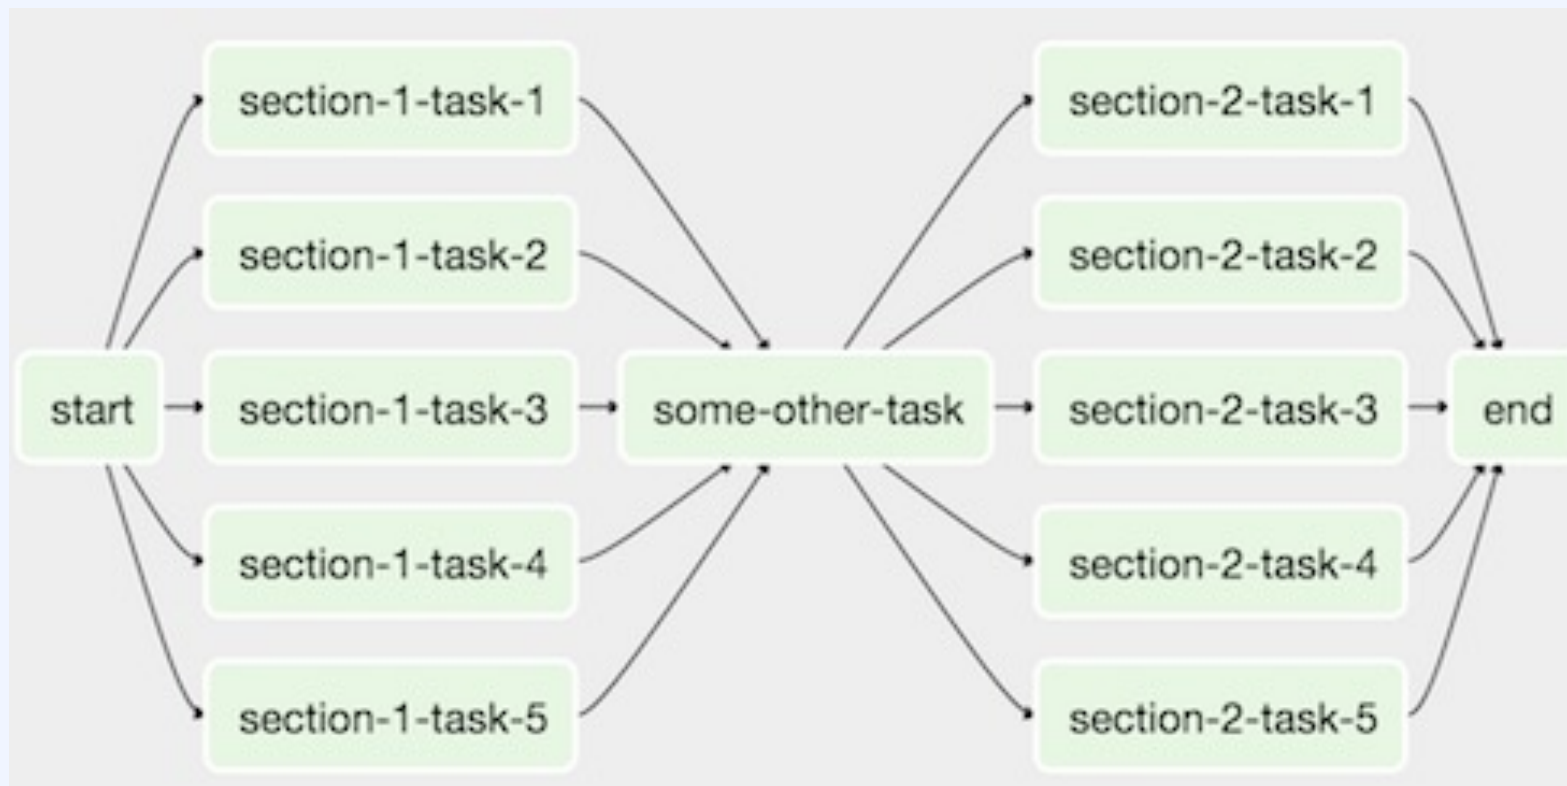 section-1-task-1
section-2-task-1
section-1-task-2
section-2-task-2
start
section-1-task-3
some-other-task
section-2-task-3
end
section-1-task-4
section-2-task-4
section-1-task-5
section-2-task-5